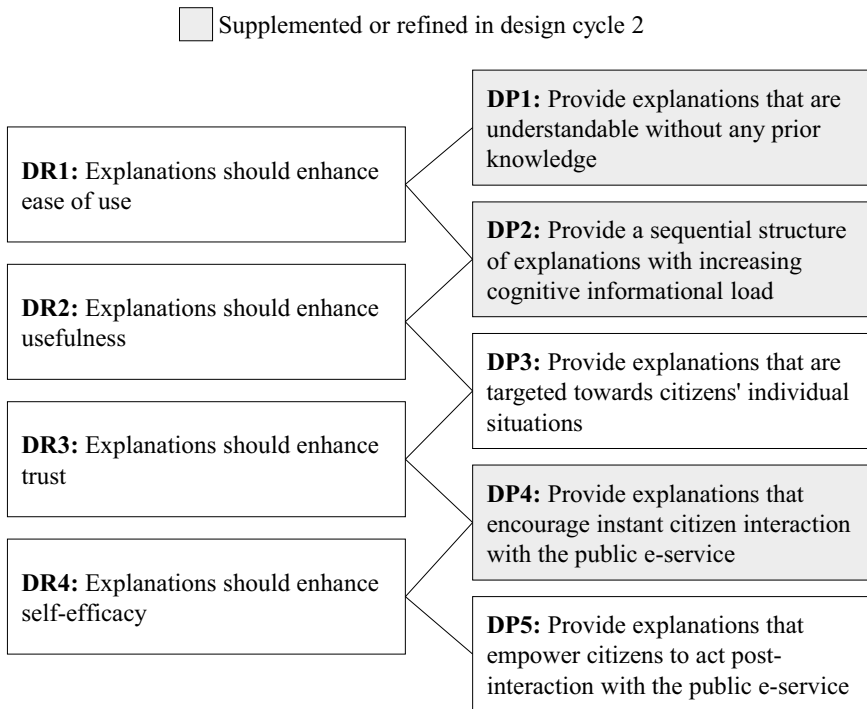 Supplemented or refined in design cycle 2
DR1: Explanations should enhance
ease of use
DR2: Explanations should enhance
usefulness
DR3: Explanations should enhance
trust
DR4: Explanations should enhance
self-efficacy
DP1: Provide explanations that are
understandable without any prior
knowledge
DP2: Provide a sequential structure
of explanations with increasing
cognitive informational load
DP3: Provide explanations that are
targeted towards citizens' individual
situations
DP4: Provide explanations that
encourage instant citizen interaction
with the public e-service
DP5: Provide explanations that
empower citizens to act post-
interaction with the public e-service